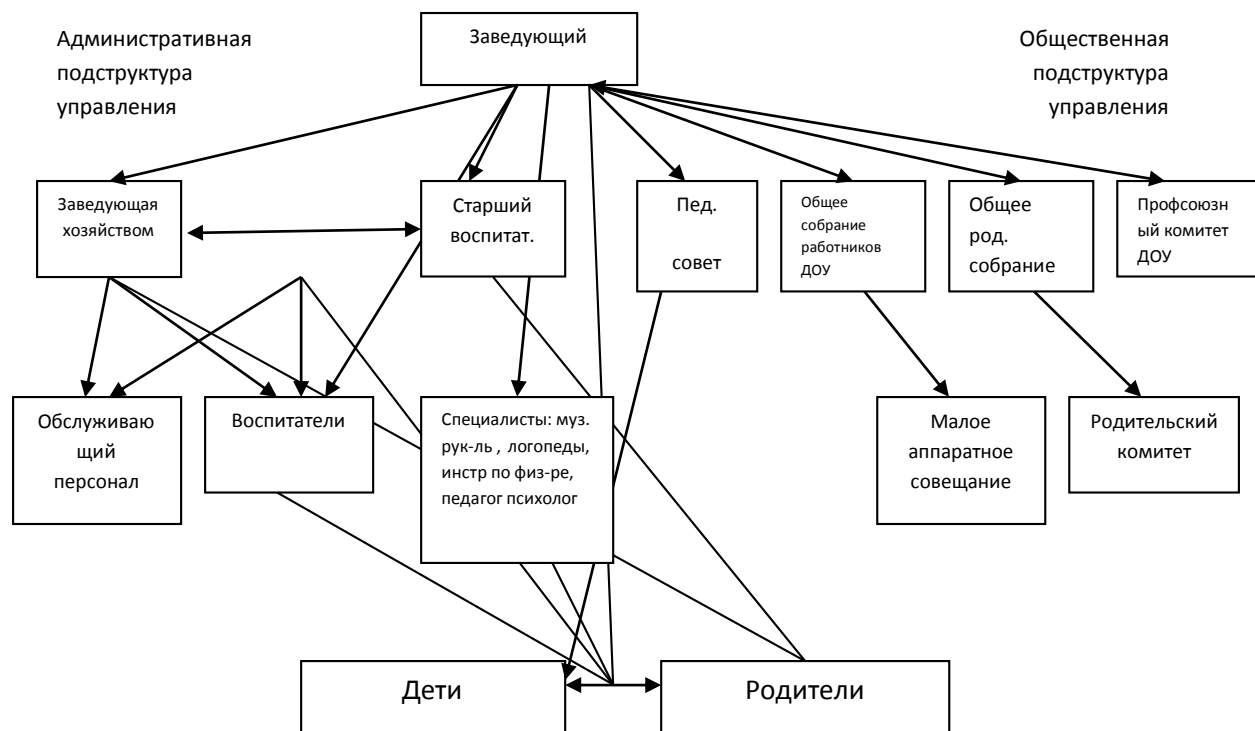 Административная
подструктура
управления
Заведующий
Общественная
подструктура
управления
Заведующая
хозяйством
Старший
воспитат.
Пед.
совет
Общее
собрание
работников
ДОУ
Общее
род.
собрание
Профсоюзн
ый комитет
ДОУ
Обслуживаю
щий
персонал
Воспитатели
Специалисты: муз.
рук-ль , логопеды,
инстр по физ-ре,
педагог психолог
Малое
аппаратное
совещание
Родительский
комитет
Дети
Родители